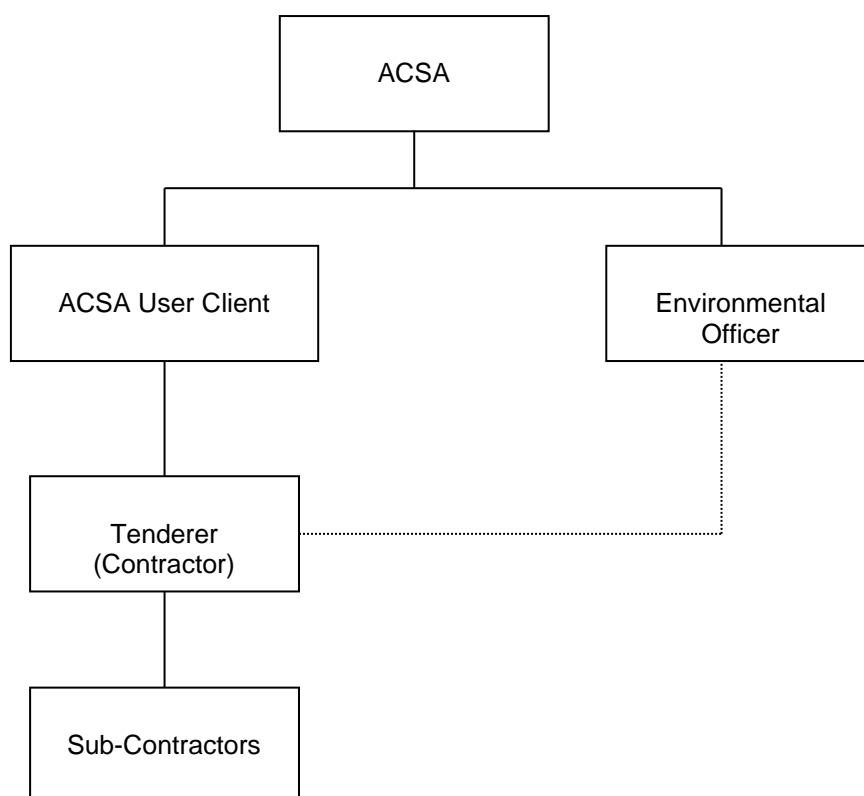 ACSA
ACSA User Client
Environmental
Officer
Tenderer
(Contractor)
Sub-Contractors